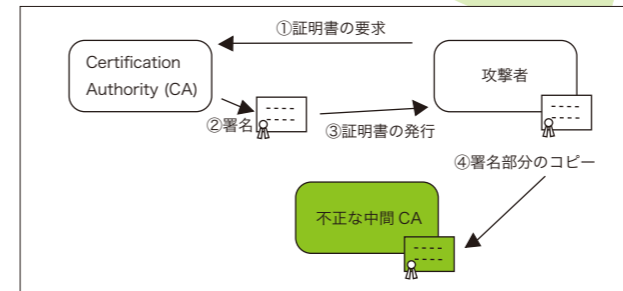 ①証明書の要求
Certification
Authority (CA)
攻撃者
②署名
③証明書の発行
④署名部分のコピー
不正な中間 CA